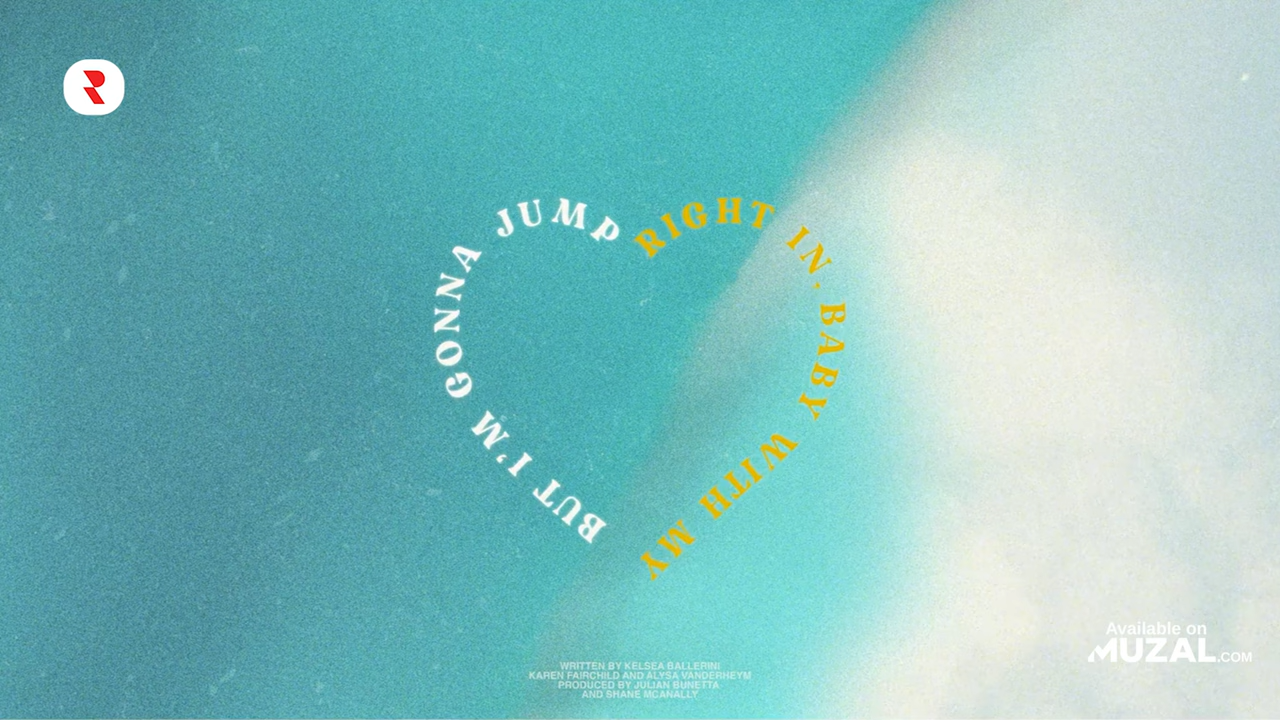 BUT I'M GONNA JUMP RIGHT IN, BABY WITH MY
WRITTEN BY KELSEA BALLERINI
KAREN FAIRCHILD AND ALYSA VANDERHEYM
PRODUCED BY JULIAN BUNETTA
AND SHANE MCANALLY
Available on
MUZAL.COM